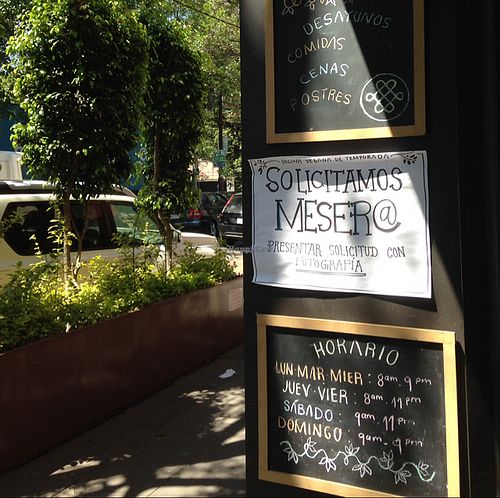 DESAYUNOS
COMIDAS
CENAS
POSTRES
COCINA VEGANA DE TEMPORADA
SOLICITAMOS
MESER@
PRESENTAR SOLICITUD CON
FOTOGRAFÍA
HORARIO
LUN-MAR-MIER: 8am-9pm
JUEV-VIER: 8am-11pm
SÁBADO: 9am-11pm
DOMINGO: 9am-9pm